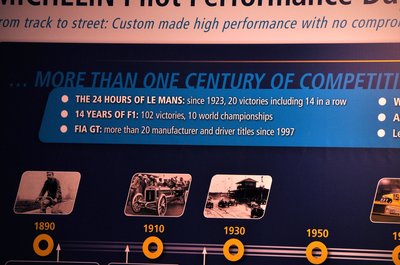 MICHELIN Pilot Performance Da
rom track to street: Custom made high performance with no compro
... MORE THAN ONE CENTURY OF COMPETITI
THE 24 HOURS OF LE MANS: since 1923, 20 victories including 14 in a row
14 YEARS OF F1: 102 victories, 10 world championships
FIA GT: more than 20 manufacturer and driver titles since 1997
W
A
Le
1890
1910
1930
1950
19